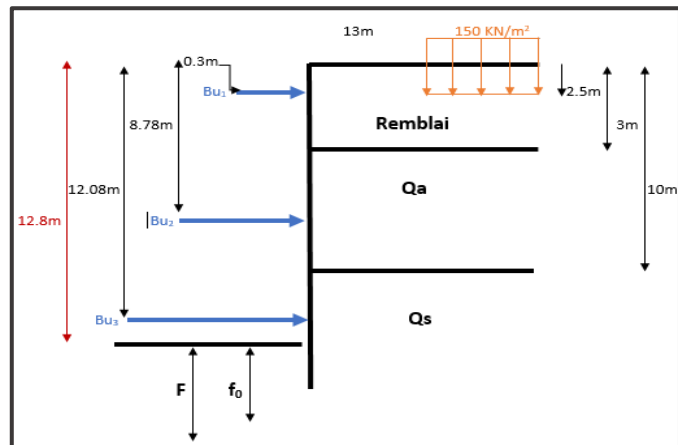 13m
150 KN/m²
0.3m
Bu₁
2.5m
Remblai
3m
8.78m
12.08m
Qa
10m
12.8m
Bu₂
Bu₃
Qs
F
f₀